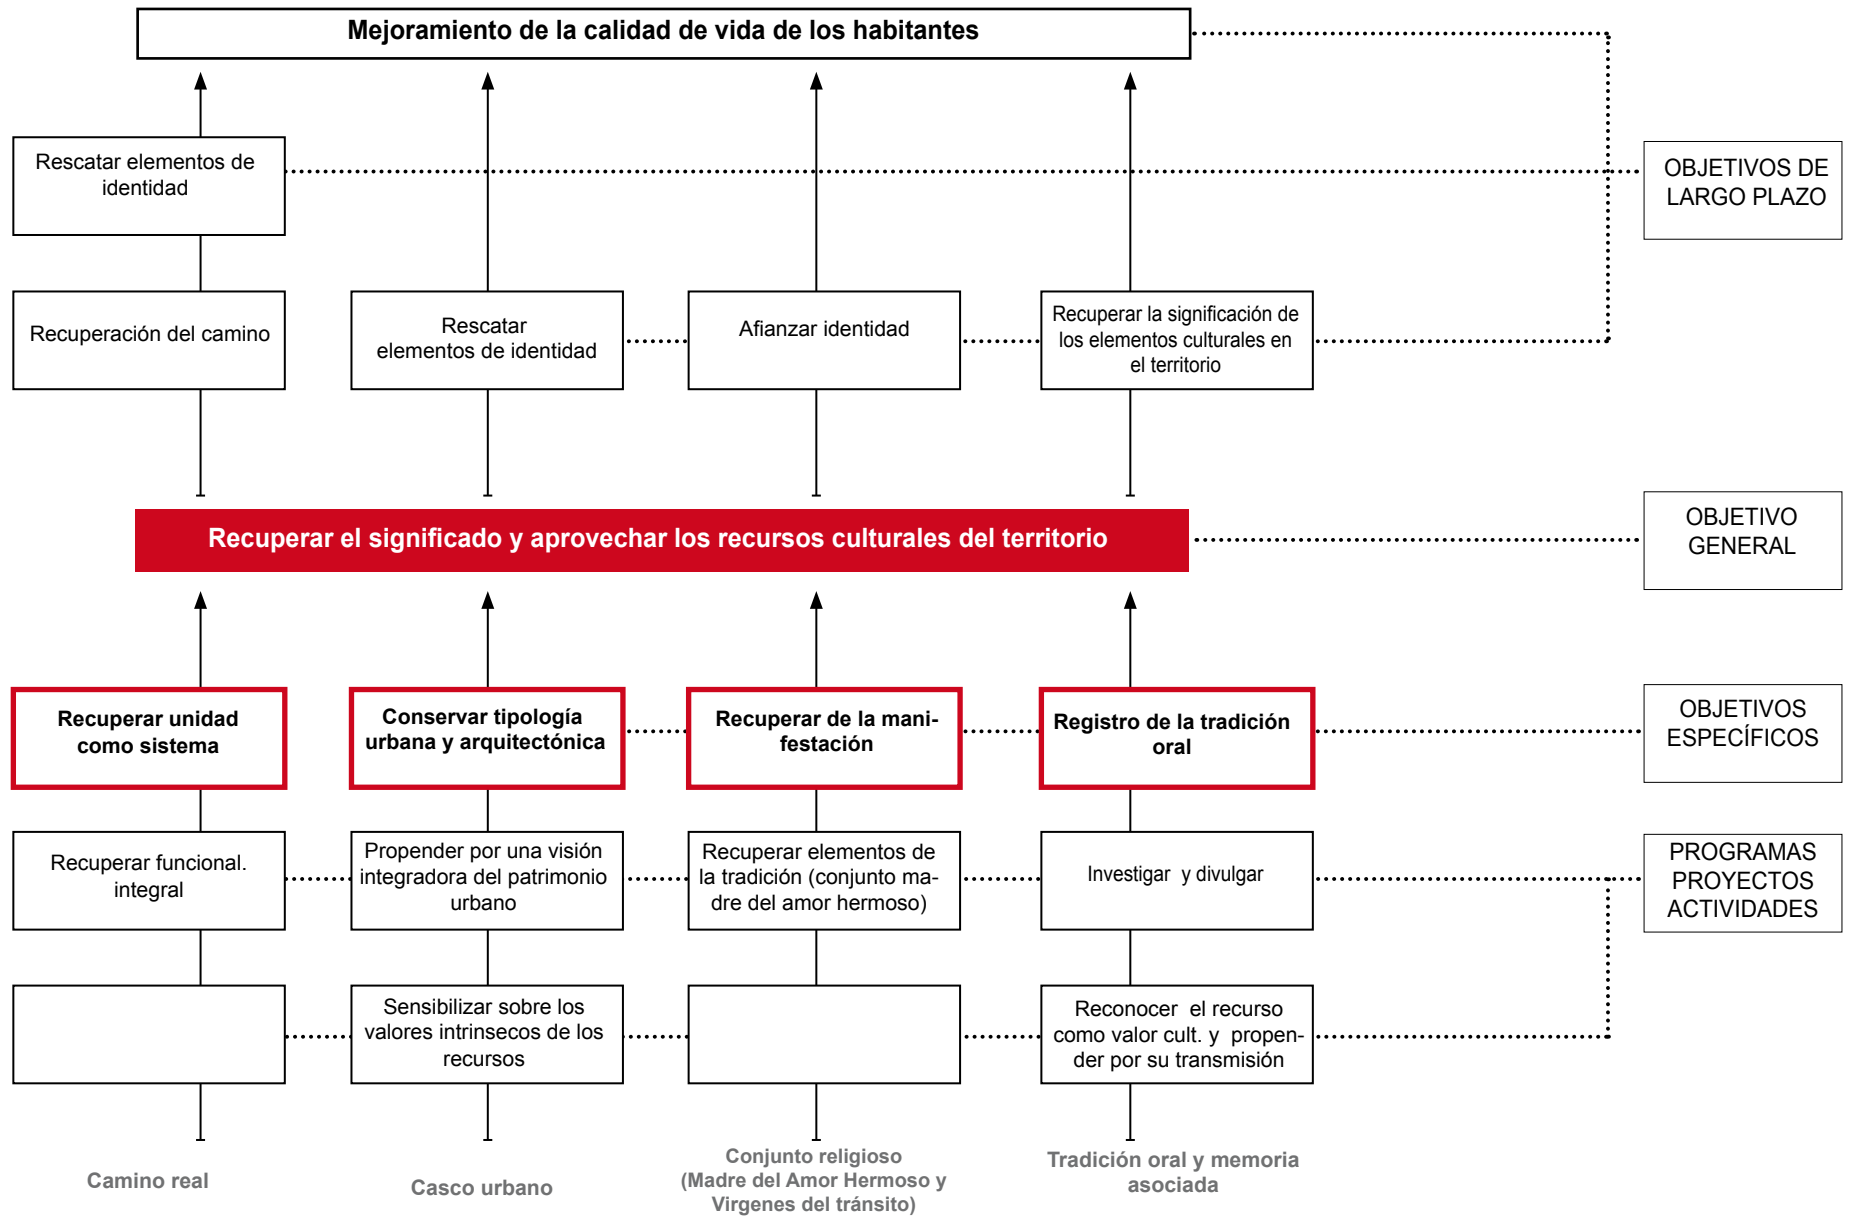 Mejoramiento de la calidad de vida de los habitantes
Rescatar elementos de
identidad
OBJETIVOS DE
LARGO PLAZO
Recuperación del camino
Rescatar
elementos de identidad
Afianzar identidad
Recuperar la significación de
los elementos culturales en
el territorio
Recuperar el significado y aprovechar los recursos culturales del territorio
OBJETIVO
GENERAL
Recuperar unidad
como sistema
Conservar tipología
urbana y arquitectónica
Recuperar de la mani-
festación
Registro de la tradición
oral
OBJETIVOS
ESPECÍFICOS
Recuperar funcional.
integral
Propender por una visión
integradora del patrimonio
urbano
Recuperar elementos de
la tradición (conjunto ma-
dre del amor hermoso)
Investigar y divulgar
PROGRAMAS
PROYECTOS
ACTIVIDADES
Sensibilizar sobre los
valores intrinsecos de los
recursos
Reconocer el recurso
como valor cult. y propen-
der por su transmisión
Camino real
Casco urbano
Conjunto religioso
(Madre del Amor Hermoso y
Virgenes del tránsito)
Tradición oral y memoria
asociada